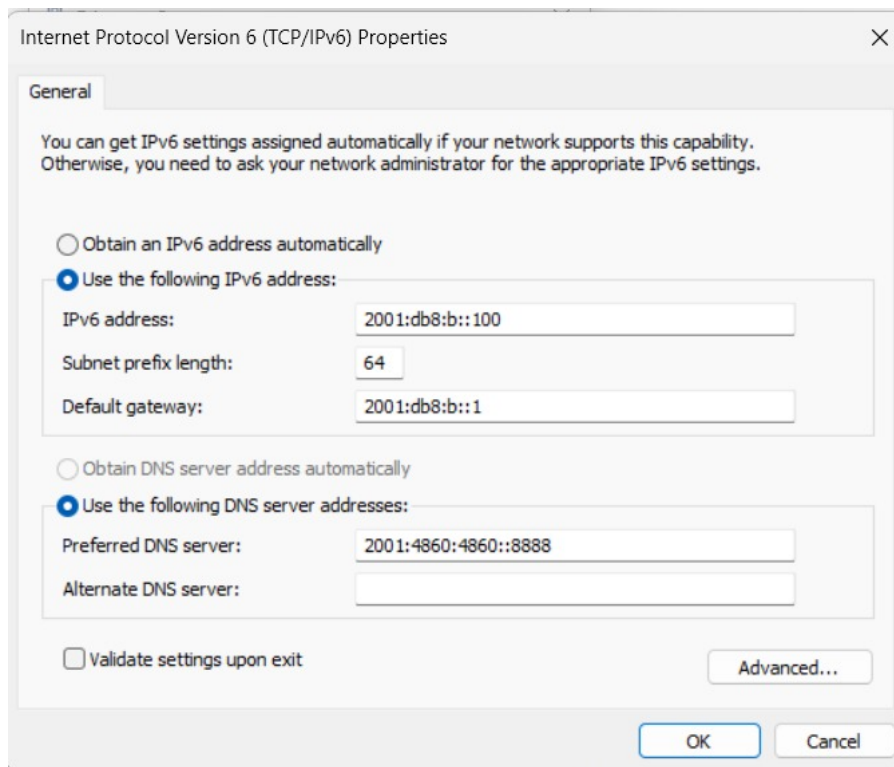 Internet Protocol Version 6 (TCP/IPv6) Properties
General
You can get IPv6 settings assigned automatically if your network supports this capability.
Otherwise, you need to ask your network administrator for the appropriate IPv6 settings.
Obtain an IPv6 address automatically
Use the following IPv6 address:
IPv6 address: 2001:db8:b::100
Subnet prefix length: 64
Default gateway: 2001:db8:b::1
Obtain DNS server address automatically
Use the following DNS server addresses:
Preferred DNS server: 2001:4860:4860::8888
Alternate DNS server:
Validate settings upon exit
Advanced...
OK Cancel